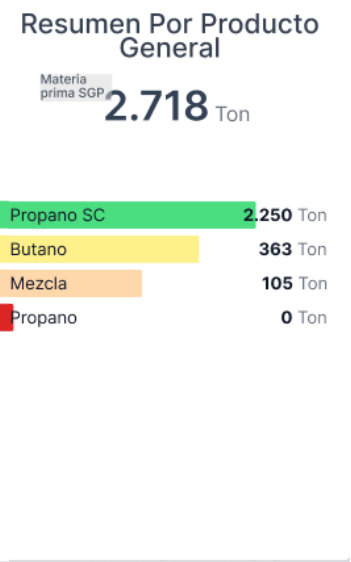 Resumen Por Producto
General
Materia
prima SGP
2.718 Ton
Propano SC 2.250 Ton
Butano 363 Ton
Mezcla 105 Ton
Propano 0 Ton